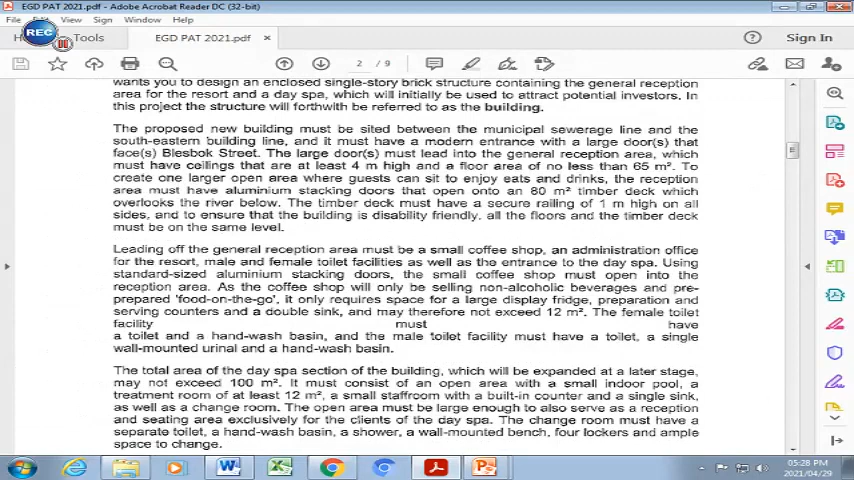 EGD PAT 2021.pdf - Adobe Acrobat Reader DC (32-bit)
File View Sign Window Help
REC
Tools EGD PAT 2021.pdf × Sign In
2 / 9
wants you to design an enclosed single-story brick structure containing the general reception
area for the resort and a day spa, which will initially be used to attract potential investors. In
this project the structure will forthwith be referred to as the building.
The proposed new building must be sited between the municipal sewerage line and the
south-eastern building line, and it must have a modern entrance with a large door(s) that
face(s) Blesbok Street. The large door(s) must lead into the general reception area, which
must have ceilings that are at least 4 m high and a floor area of no less than 65 m². To
create one larger open area where guests can sit to enjoy eats and drinks, the reception
area must have aluminium stacking doors that open onto an 80 m² timber deck which
overlooks the river below. The timber deck must have a secure railing of 1 m high on all
sides, and to ensure that the building is disability friendly, all the floors and the timber deck
must be on the same level.
Leading off the general reception area must be a small coffee shop, an administration office
for the resort, male and female toilet facilities as well as the entrance to the day spa. Using
standard-sized aluminium stacking doors, the small coffee shop must open into the
reception area. As the coffee shop will only be selling non-alcoholic beverages and pre-
prepared 'food-on-the-go', it only requires space for a large display fridge, preparation and
serving counters and a double sink, and may therefore not exceed 12 m². The female toilet
facility must have
a toilet and a hand-wash basin, and the male toilet facility must have a toilet, a single
wall-mounted urinal and a hand-wash basin.
The total area of the day spa section of the building, which will be expanded at a later stage,
may not exceed 100 m². It must consist of an open area with a small indoor pool, a
treatment room of at least 12 m², a small staffroom with a built-in counter and a single sink,
as well as a change room. The open area must be large enough to also serve as a reception
and seating area exclusively for the clients of the day spa. The change room must have a
separate toilet, a hand-wash basin, a shower, a wall-mounted bench, four lockers and ample
space to change.
05:28 PM
2021/04/29